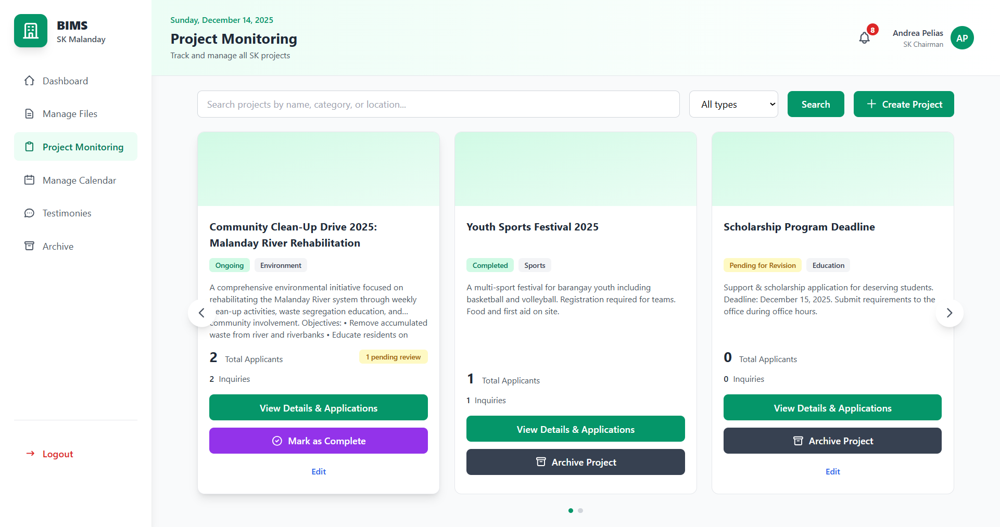 BIMS
SK Malanday
Dashboard
Manage Files
Project Monitoring
Manage Calendar
Testimonies
Archive
Logout
Sunday, December 14, 2025
Project Monitoring
Track and manage all SK projects
8
Andrea Pelias
SK Chairman
AP
Search projects by name, category, or location...
All types
Search
Create Project
Community Clean-Up Drive 2025:
Malanday River Rehabilitation
Ongoing
Environment
A comprehensive environmental initiative focused on
rehabilitating the Malanday River system through weekly
ean-up activities, waste segregation education, and...
community involvement. Objectives: • Remove accumulated
waste from river and riverbanks • Educate residents on
2 Total Applicants
1 pending review
2 Inquiries
View Details & Applications
Mark as Complete
Edit
Youth Sports Festival 2025
Completed
Sports
A multi-sport festival for barangay youth including
basketball and volleyball. Registration required for teams.
Food and first aid on site.
1 Total Applicants
1 Inquiries
View Details & Applications
Archive Project
Scholarship Program Deadline
Pending for Revision
Education
Support & scholarship application for deserving students.
Deadline: December 15, 2025. Submit requirements to the
office during office hours.
0 Total Applicants
0 Inquiries
View Details & Applications
Archive Project
Edit